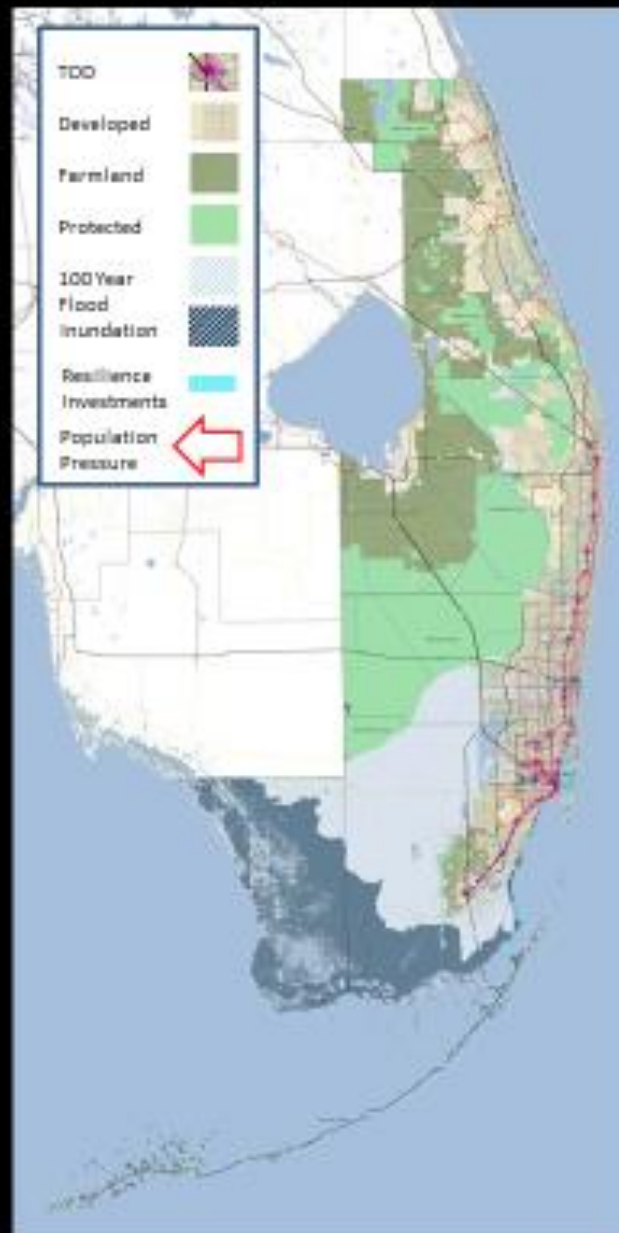 TOD
Developed
Farmland
Protected
100 Year
Flood
Inundation
Resilience
Investments
Population
Pressure